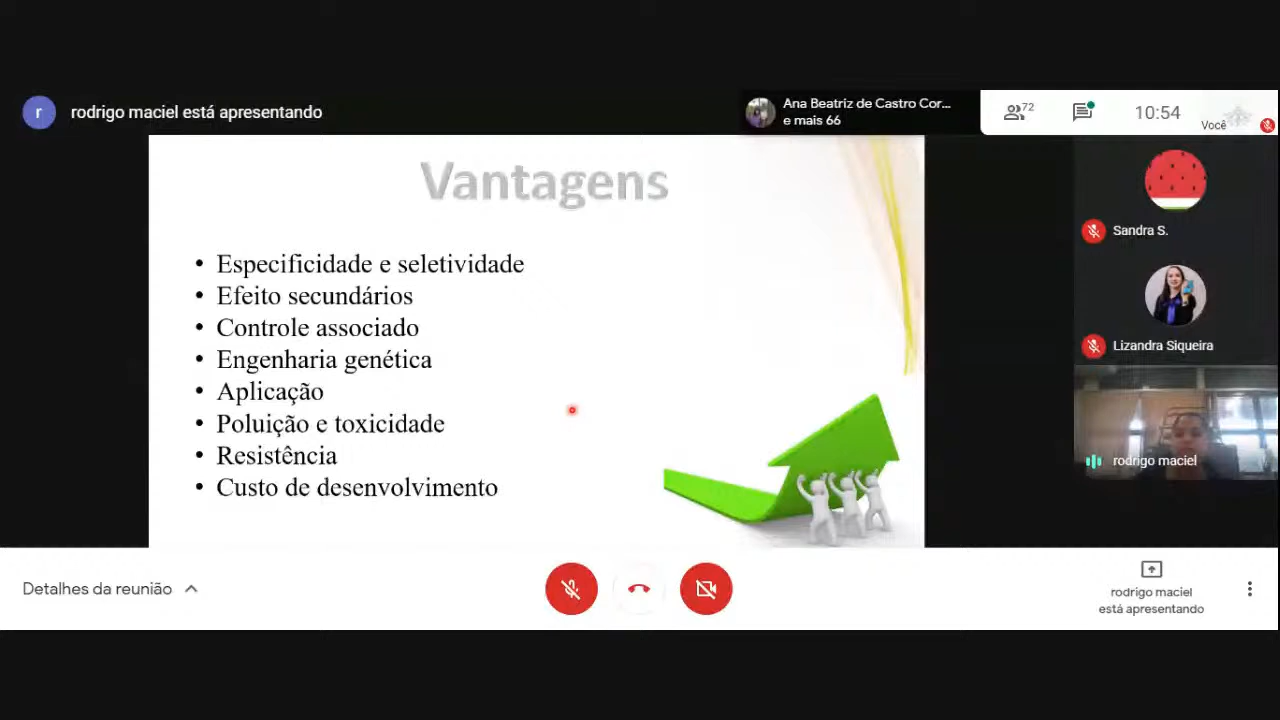 r
rodrigo maciel está apresentando
Ana Beatriz de Castro Cor...
e mais 66
72
10:54
Você
Vantagens
• Especificidade e seletividade
• Efeito secundários
• Controle associado
• Engenharia genética
• Aplicação
• Poluição e toxicidade
• Resistência
• Custo de desenvolvimento
Sandra S.
Lizandra Siqueira
rodrigo maciel
Detalhes da reunião
rodrigo maciel
está apresentando